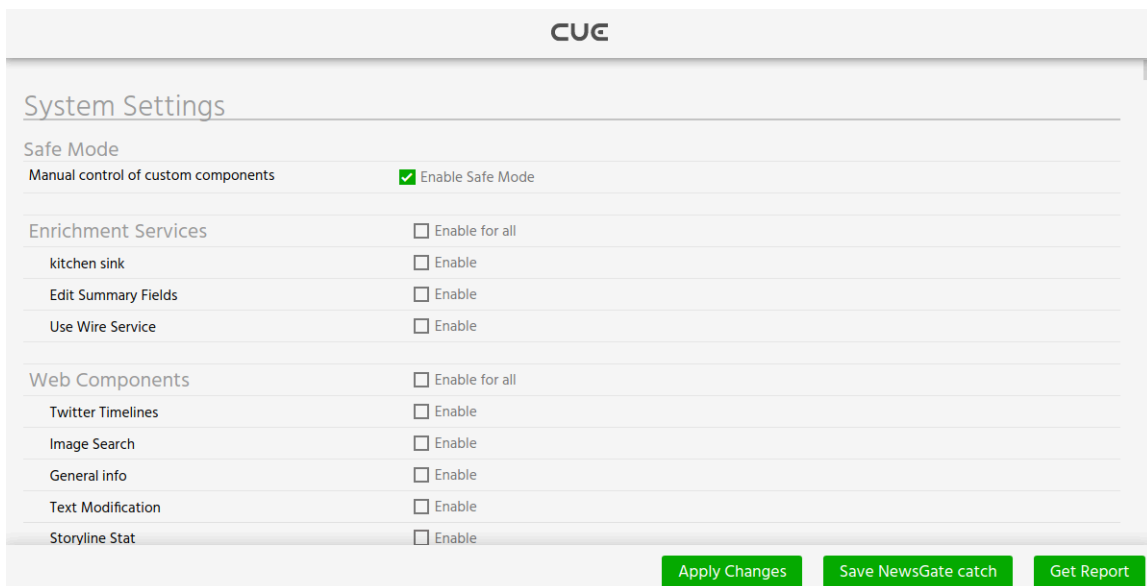 CUE
System Settings
Safe Mode
Manual control of custom components Enable Safe Mode
Enrichment Services Enable for all
kitchen sink Enable
Edit Summary Fields Enable
Use Wire Service Enable
Web Components Enable for all
Twitter Timelines Enable
Image Search Enable
General info Enable
Text Modification Enable
Storyline Stat Enable
Apply Changes Save NewsGate catch Get Report